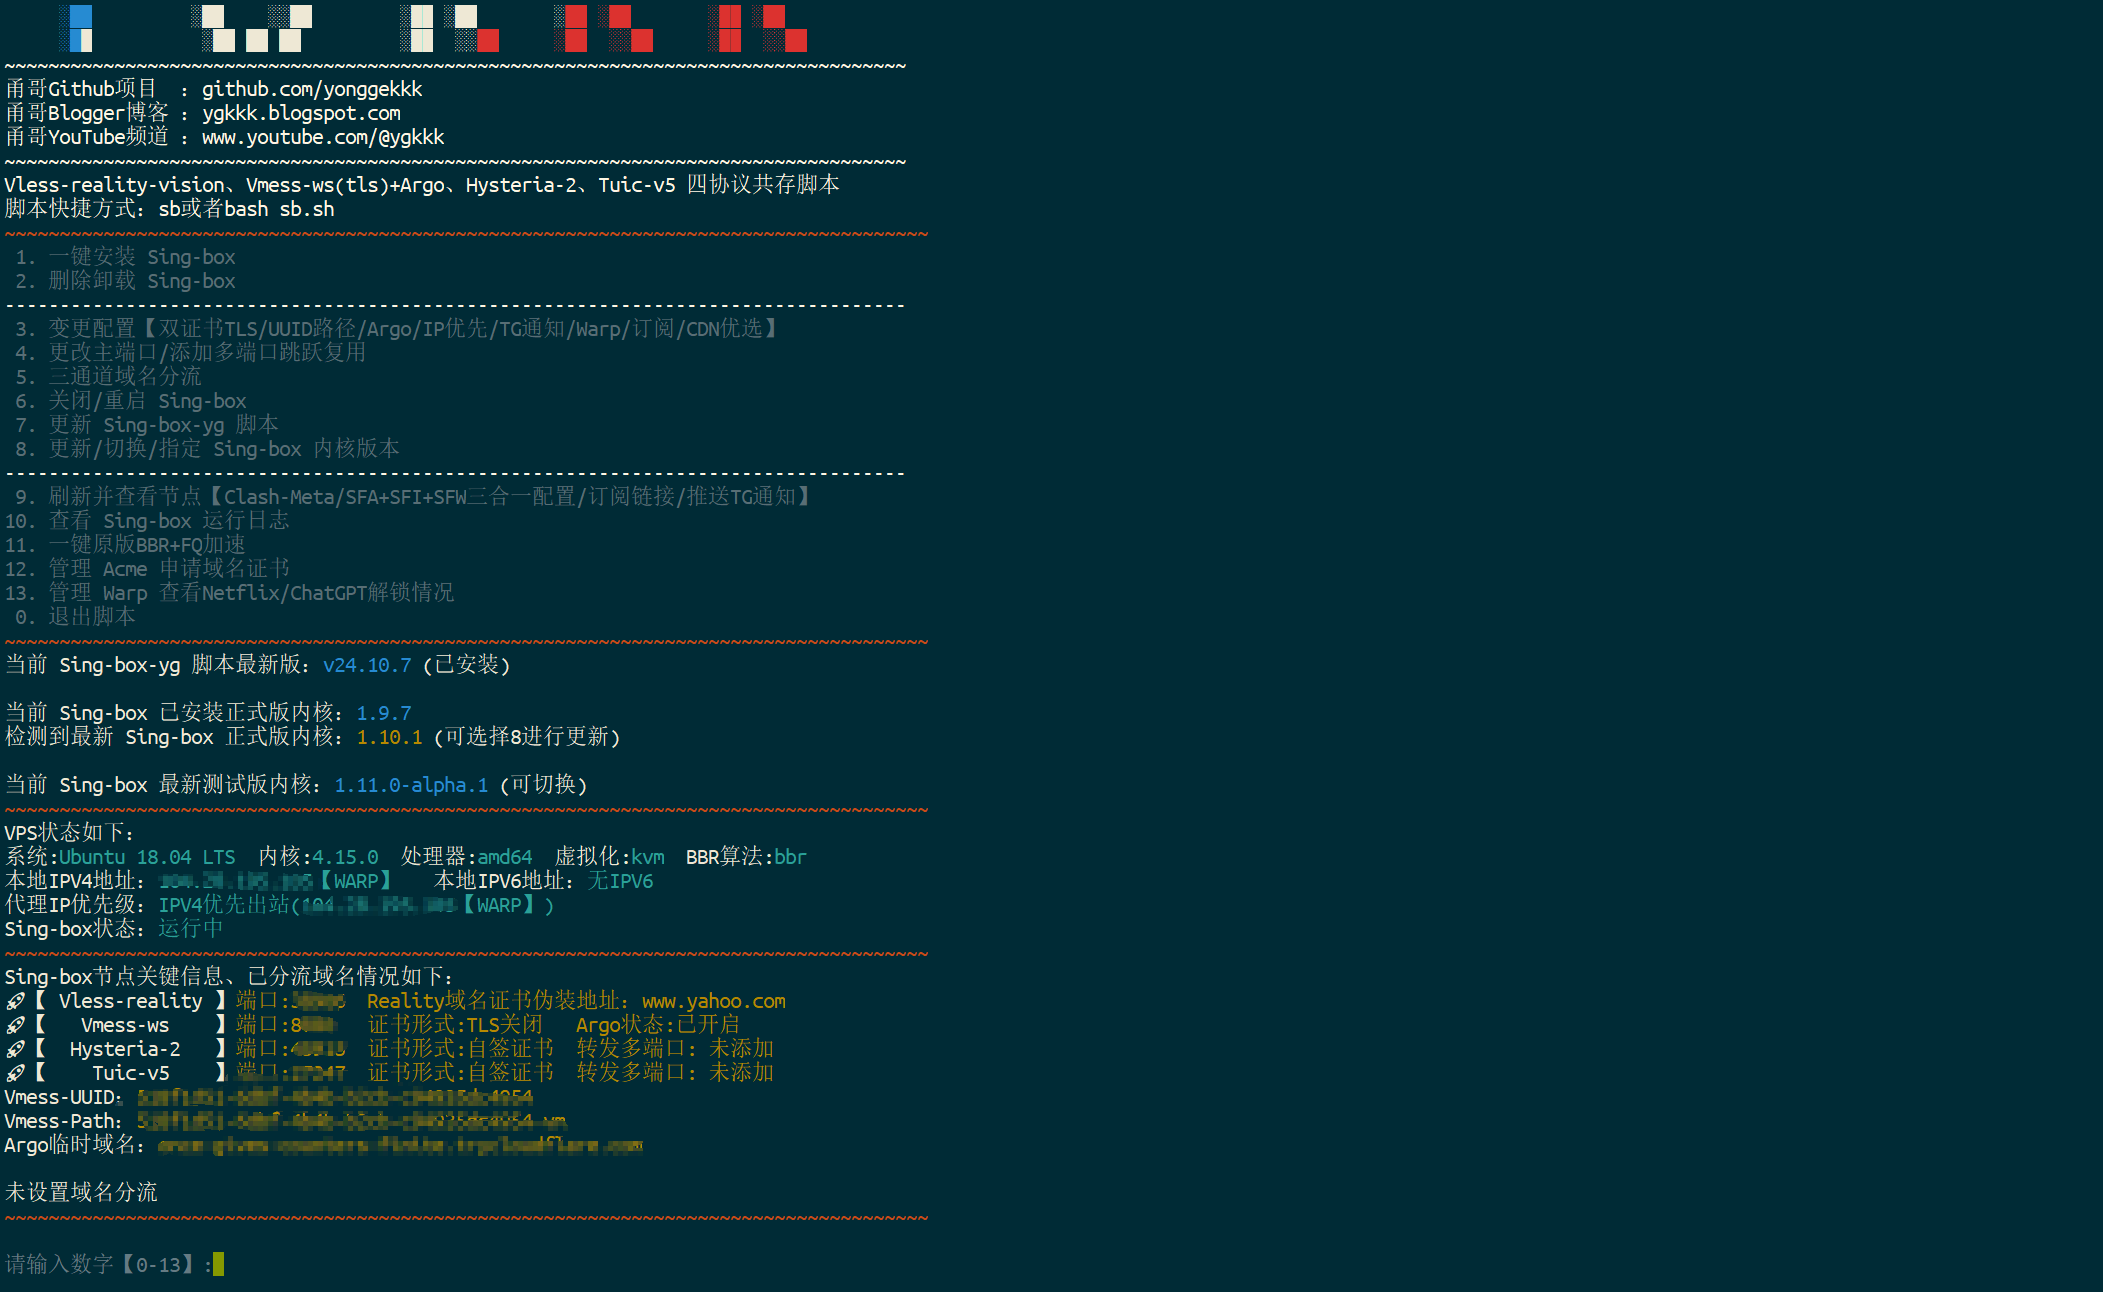 ~~~~~~~~~~~~~~~~~~~~~~~~~~~~~~~~~~~~~~~~~~~~~~~~~~~~~~~~~~~~~~~~~~~~~~~~~~~~~~~~~~
甬哥Github项目  ：github.com/yonggekkk
甬哥Blogger博客 ：ygkkk.blogspot.com
甬哥YouTube频道 ：www.youtube.com/@ygkkk
~~~~~~~~~~~~~~~~~~~~~~~~~~~~~~~~~~~~~~~~~~~~~~~~~~~~~~~~~~~~~~~~~~~~~~~~~~~~~~~~~~
Vless-reality-vision、Vmess-ws(tls)+Argo、Hysteria-2、Tuic-v5 四协议共存脚本
脚本快捷方式：sb或者bash sb.sh
~~~~~~~~~~~~~~~~~~~~~~~~~~~~~~~~~~~~~~~~~~~~~~~~~~~~~~~~~~~~~~~~~~~~~~~~~~~~~~~~~~~~
1. 一键安装 Sing-box
2. 删除卸载 Sing-box
----------------------------------------------------------------------------------
3. 变更配置【双证书TLS/UUID路径/Argo/IP优先/TG通知/Warp/订阅/CDN优选】
4. 更改主端口/添加多端口跳跃复用
5. 三通道域名分流
6. 关闭/重启 Sing-box
7. 更新 Sing-box-yg 脚本
8. 更新/切换/指定 Sing-box 内核版本
----------------------------------------------------------------------------------
9. 刷新并查看节点【Clash-Meta/SFA+SFI+SFW三合一配置/订阅链接/推送TG通知】
10. 查看 Sing-box 运行日志
11. 一键原版BBR+FQ加速
12. 管理 Acme 申请域名证书
13. 管理 Warp 查看Netflix/ChatGPT解锁情况
0. 退出脚本
~~~~~~~~~~~~~~~~~~~~~~~~~~~~~~~~~~~~~~~~~~~~~~~~~~~~~~~~~~~~~~~~~~~~~~~~~~~~~~~~~~~~
当前 Sing-box-yg 脚本最新版：v24.10.7 (已安装)
当前 Sing-box 已安装正式版内核：1.9.7
检测到最新 Sing-box 正式版内核：1.10.1 (可选择8进行更新)
当前 Sing-box 最新测试版内核：1.11.0-alpha.1 (可切换)
~~~~~~~~~~~~~~~~~~~~~~~~~~~~~~~~~~~~~~~~~~~~~~~~~~~~~~~~~~~~~~~~~~~~~~~~~~~~~~~~~~~~
VPS状态如下：
系统:Ubuntu 18.04 LTS  内核:4.15.0  处理器:amd64  虚拟化:kvm  BBR算法:bbr
本地IPV4地址：【WARP】   本地IPV6地址：无IPV6
代理IP优先级：IPV4优先出站(【WARP】)
Sing-box状态：运行中
~~~~~~~~~~~~~~~~~~~~~~~~~~~~~~~~~~~~~~~~~~~~~~~~~~~~~~~~~~~~~~~~~~~~~~~~~~~~~~~~~~~~
Sing-box节点关键信息、已分流域名情况如下：
🚀【 Vless-reality 】端口:  Reality域名证书伪装地址：www.yahoo.com
🚀【   Vmess-ws    】端口:  证书形式:TLS关闭   Argo状态:已开启
🚀【  Hysteria-2   】端口:  证书形式:自签证书  转发多端口: 未添加
🚀【    Tuic-v5    】端口:  证书形式:自签证书  转发多端口: 未添加
Vmess-UUID：
Vmess-Path：
Argo临时域名：
未设置域名分流
~~~~~~~~~~~~~~~~~~~~~~~~~~~~~~~~~~~~~~~~~~~~~~~~~~~~~~~~~~~~~~~~~~~~~~~~~~~~~~~~~~~~
请输入数字【0-13】: